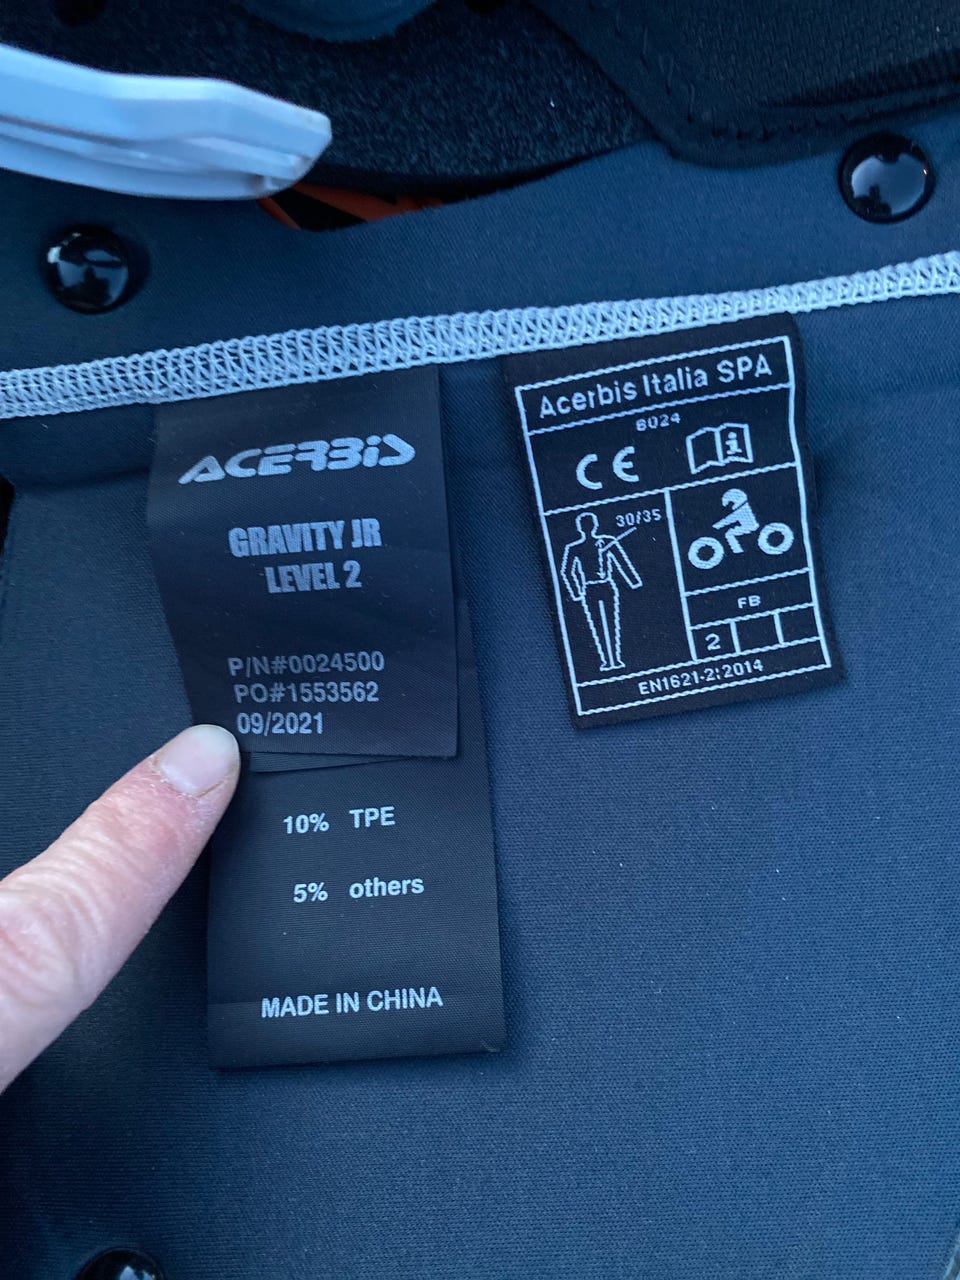 ACERBIS
GRAVITY JR
LEVEL 2
P/N#0024500
PO#1553562
09/2021
10% TPE
5% others
MADE IN CHINA
Acerbis Italia SPA
6024
CE
i
30/35
FB
2
EN1621-2:2014